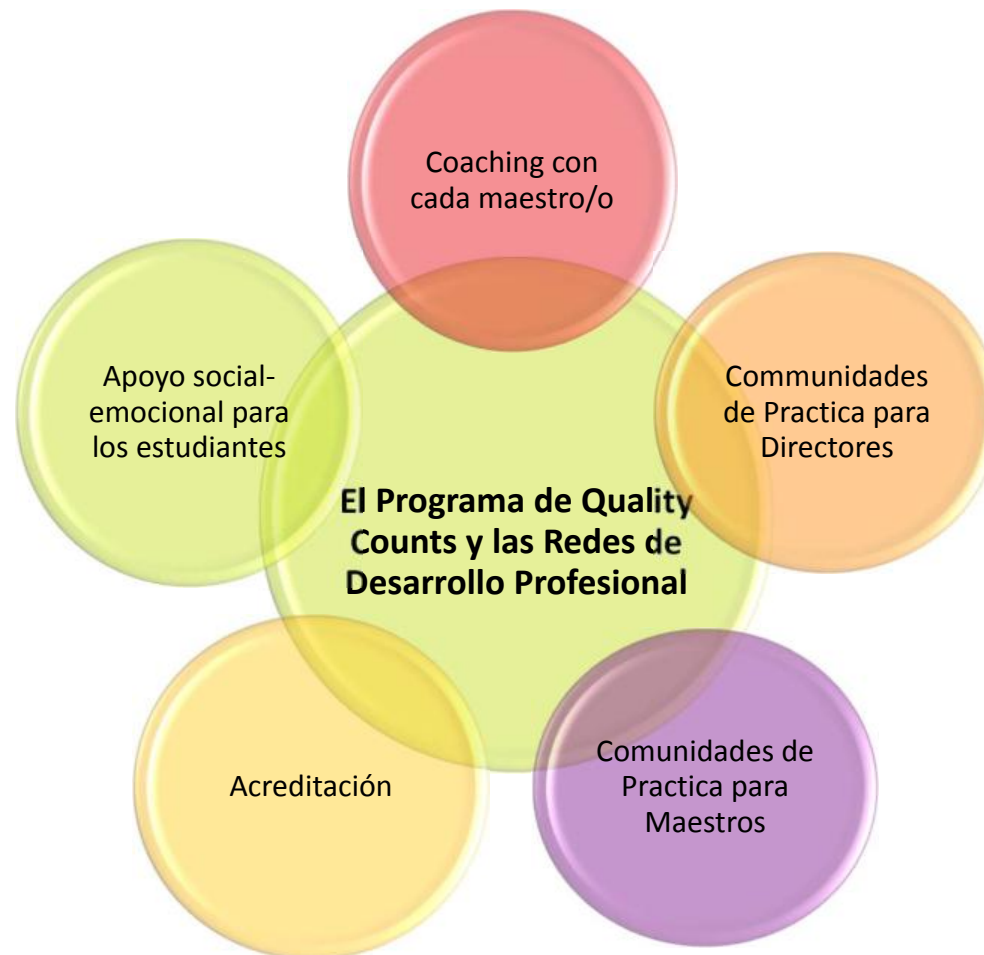 Coaching con
cada maestro/o
Apoyo social-
emocional para
los estudiantes
Communidades
de Practica para
Directores
El Programa de Quality
Counts y las Redes de
Desarrollo Profesional
Acreditación
Comunidades de
Practica para
Maestros